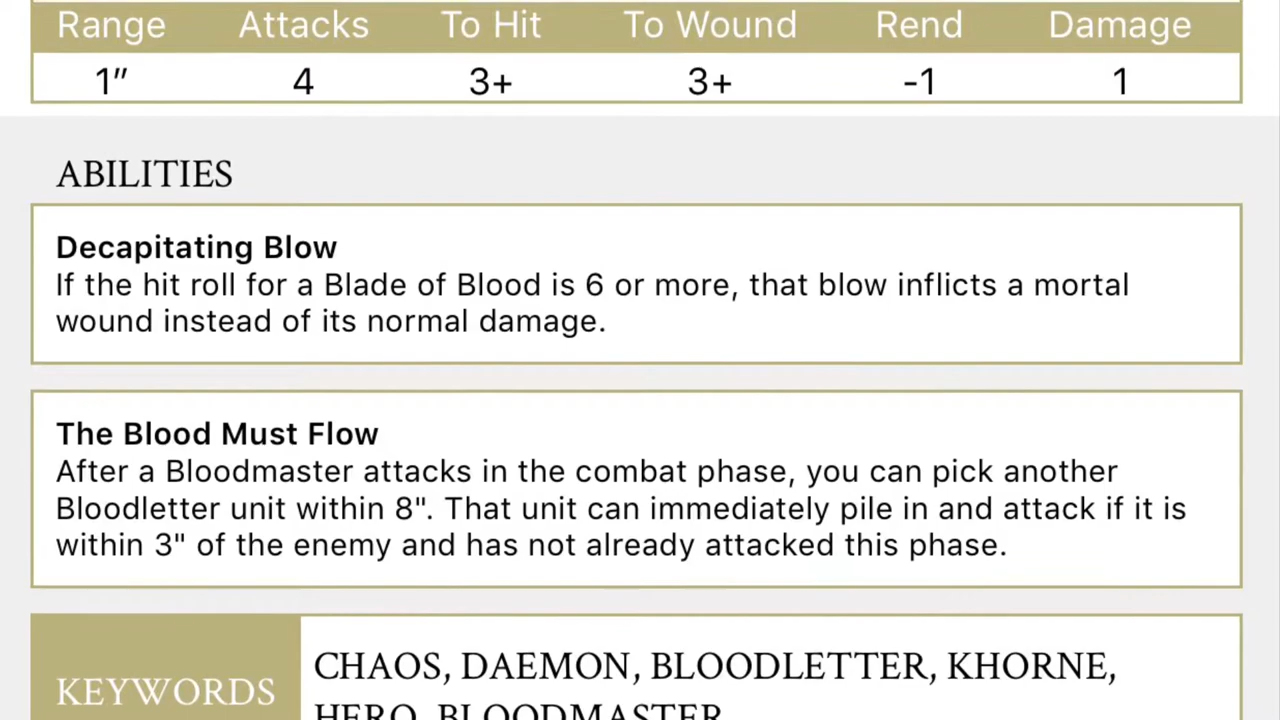 Range Attacks To Hit To Wound Rend Damage
1″ 4 3+ 3+ -1 1
ABILITIES
Decapitating Blow
If the hit roll for a Blade of Blood is 6 or more, that blow inflicts a mortal
wound instead of its normal damage.
The Blood Must Flow
After a Bloodmaster attacks in the combat phase, you can pick another
Bloodletter unit within 8". That unit can immediately pile in and attack if it is
within 3" of the enemy and has not already attacked this phase.
KEYWORDS
CHAOS, DAEMON, BLOODLETTER, KHORNE,
HERO, BLOODMASTER